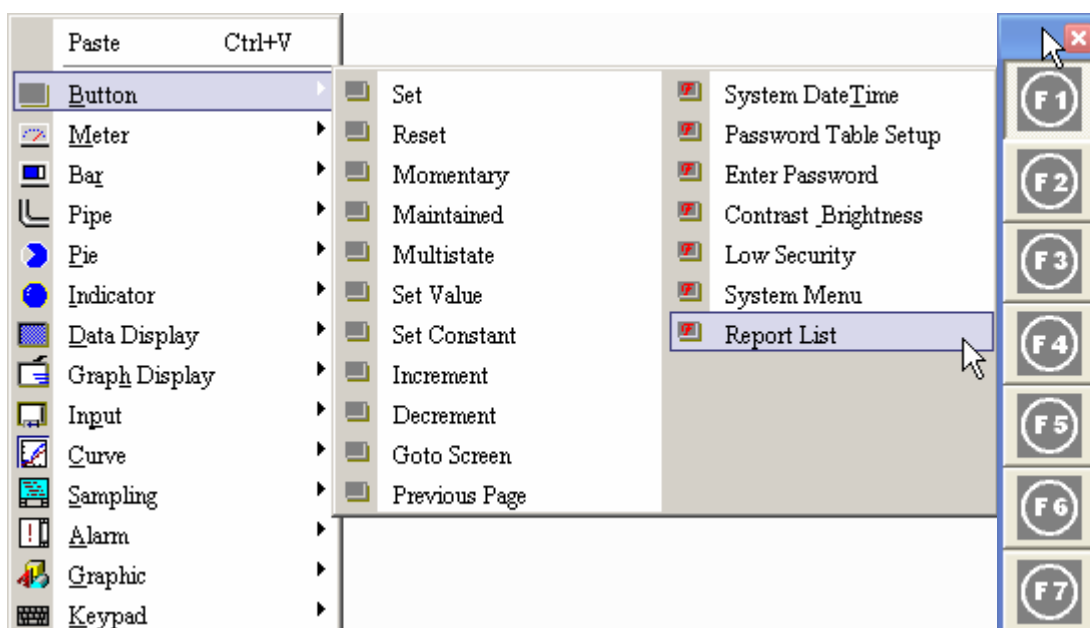 Paste Ctrl+V
Button
Meter
Bar
Pipe
Pie
Indicator
Data Display
Graph Display
Input
Curve
Sampling
Alarm
Graphic
Keypad
Set
Reset
Momentary
Maintained
Multistate
Set Value
Set Constant
Increment
Decrement
Goto Screen
Previous Page
System DateTime
Password Table Setup
Enter Password
Contrast _Brightness
Low Security
System Menu
Report List
F1
F2
F3
F4
F5
F6
F7